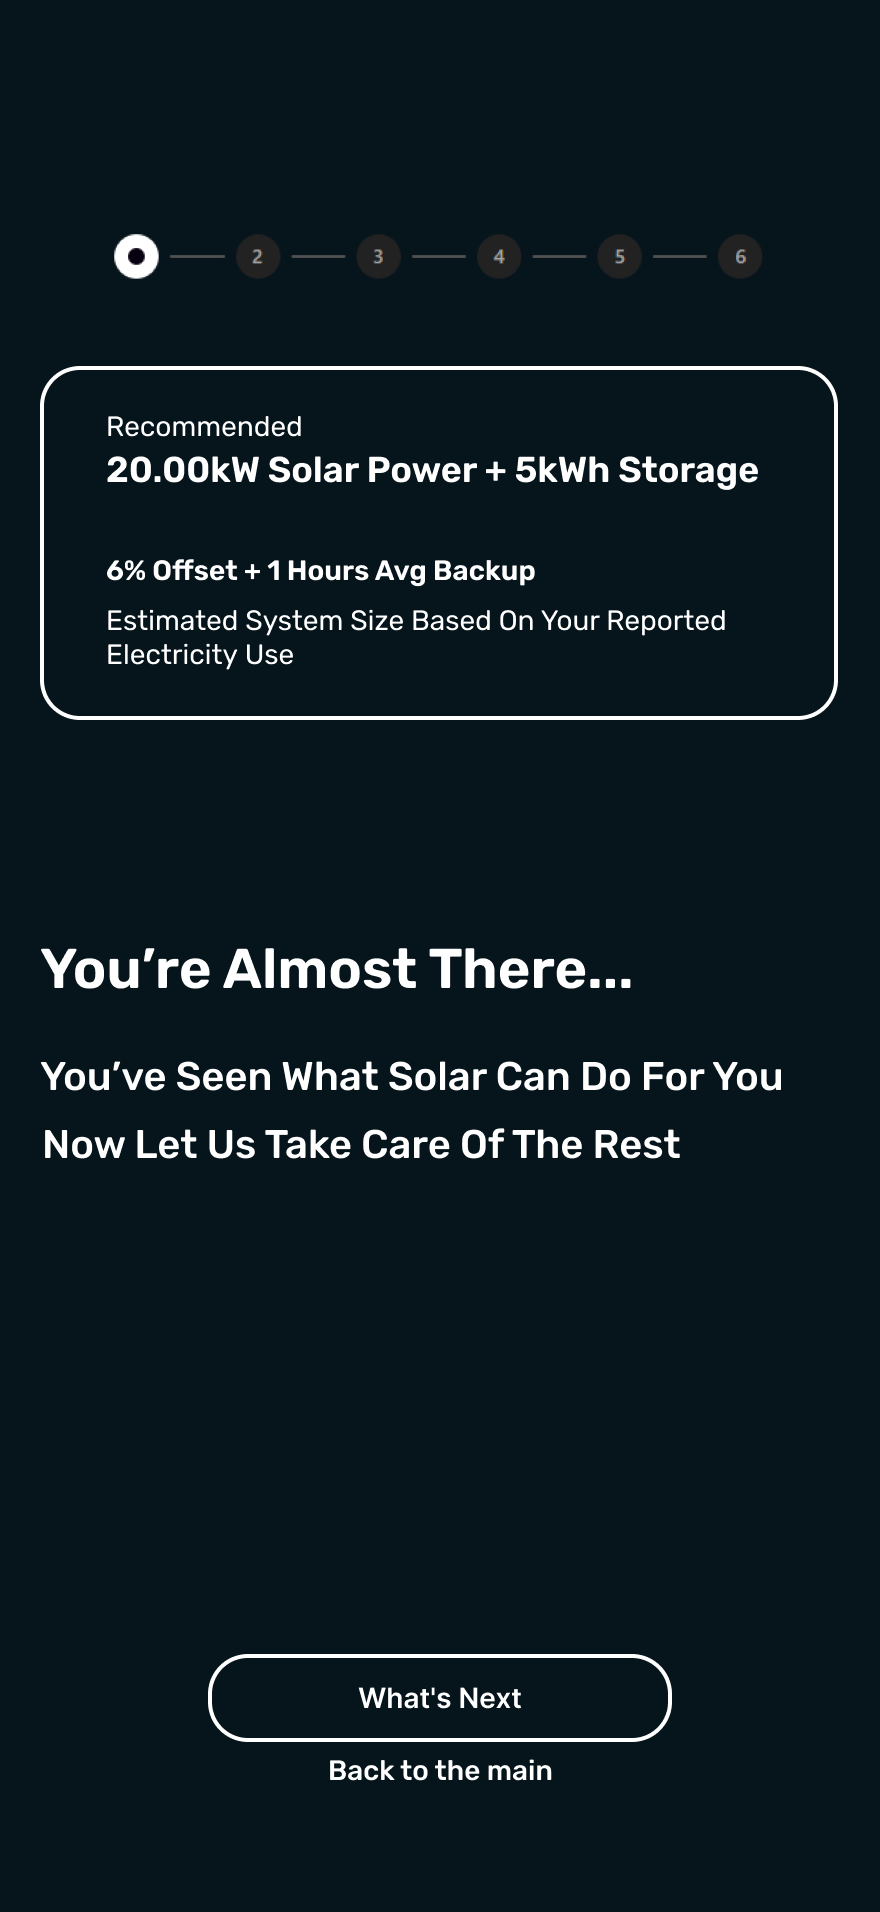 2 3 4 5 6
Recommended
20.00kW Solar Power + 5kWh Storage
6% Offset + 1 Hours Avg Backup
Estimated System Size Based On Your Reported
Electricity Use
You’re Almost There...
You’ve Seen What Solar Can Do For You
Now Let Us Take Care Of The Rest
What's Next
Back to the main